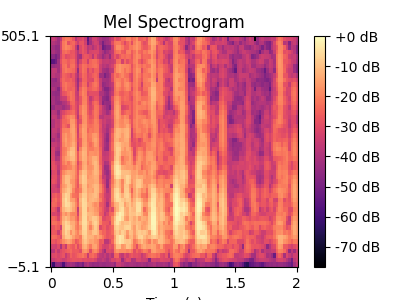 Mel Spectrogram
505.1
−5.1
0
0.5
1
1.5
2
+0 dB
-10 dB
-20 dB
-30 dB
-40 dB
-50 dB
-60 dB
-70 dB